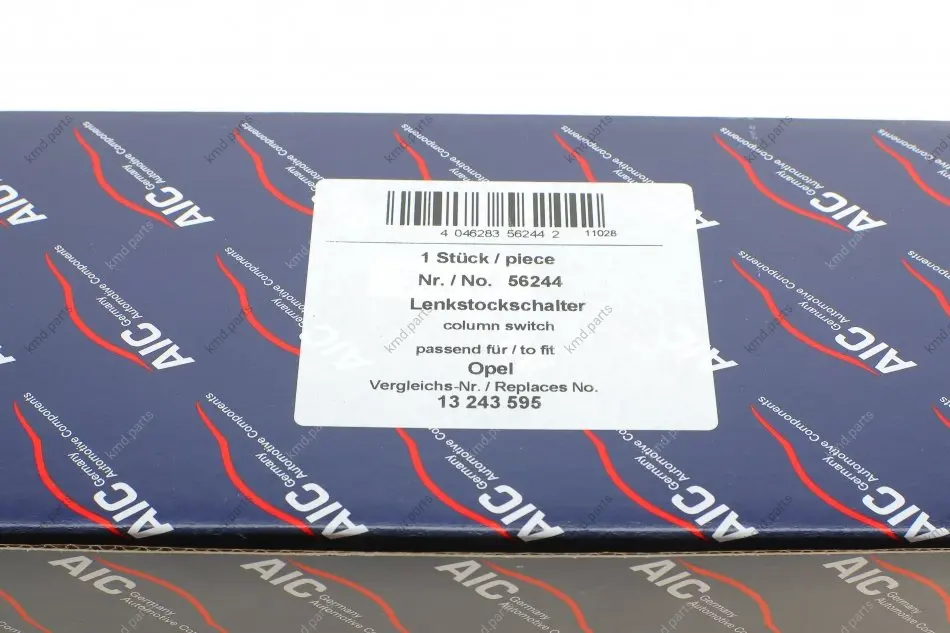 4 046283 56244 2 11028
1 Stück / piece
Nr. / No. 56244
Lenkstockschalter
column switch
passend für / to fit
Opel
Vergleichs-Nr. / Replaces No.
13 243 595
AIC Germany
Automotive Components
kmd.parts